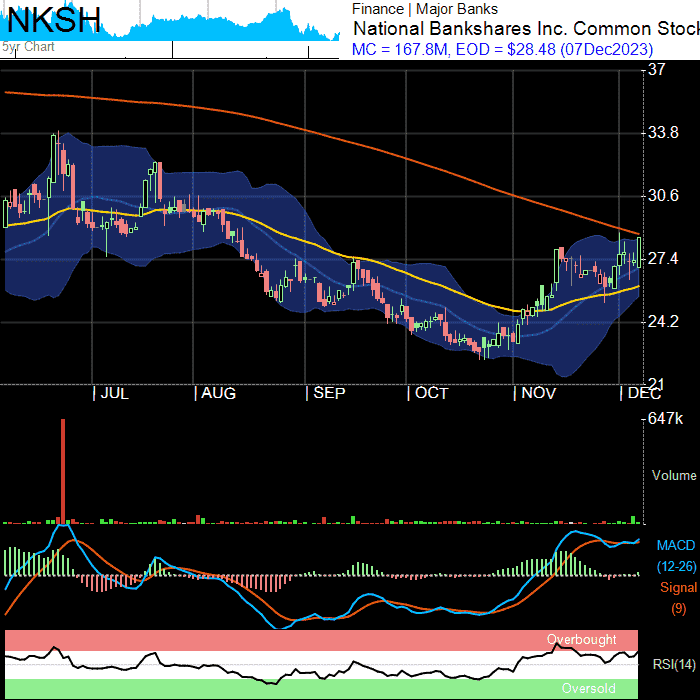 NKSH
5yr Chart
Finance | Major Banks
National Bankshares Inc. Common Stoc
MC = 167.8M, EOD = $28.48 (07Dec2023)
37
33.8
30.6
27.4
24.2
21
| JUL | AUG | SEP | OCT | NOV | DEC
647k
Volume
MACD
(12-26)
Signal
(9)
Overbought
RSI(14)
Oversold